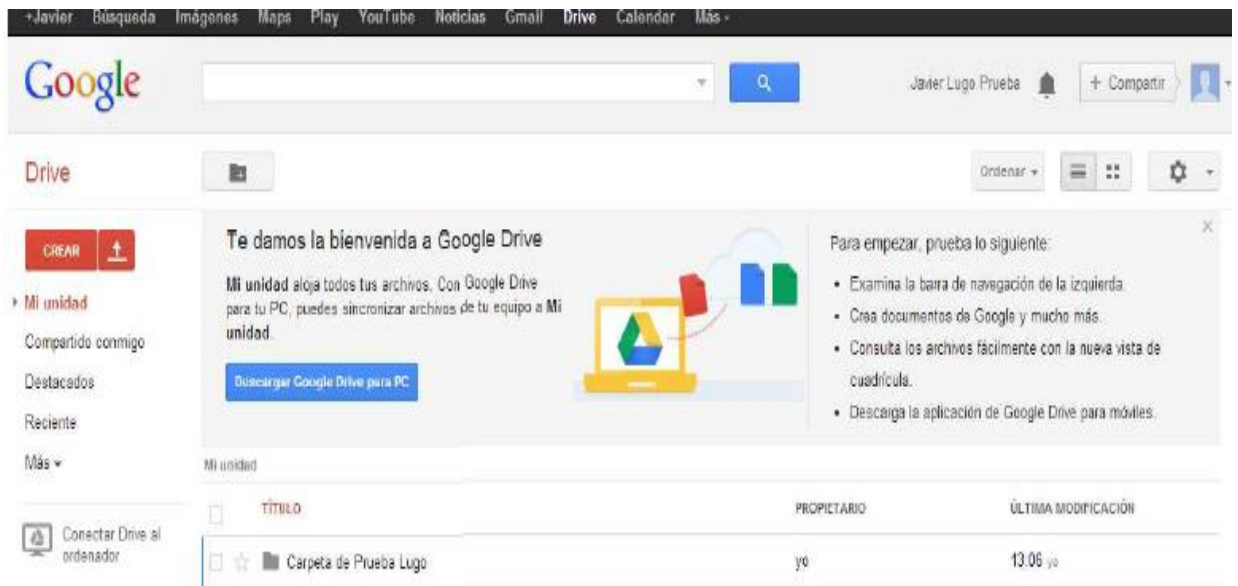 +Javier Búsqueda Imágenes Maps Play YouTube Noticias Gmail Drive Calendar Más
Google
Javier Lugo Prueba + Compartir
Drive
Ordenar
CREAR
Mi unidad
Compartido conmigo
Destacados
Reciente
Más
Conectar Drive al
ordenador
Te damos la bienvenida a Google Drive
Mi unidad aloja todos tus archivos. Con Google Drive
para tu PC, puedes sincronizar archivos de tu equipo a Mi
unidad.
Descargar Google Drive para PC
Para empezar, prueba lo siguiente:
• Examina la barra de navegación de la izquierda.
• Crea documentos de Google y mucho más.
• Consulta los archivos fácilmente con la nueva vista de
cuadrícula.
• Descarga la aplicación de Google Drive para móviles.
Mi unidad
TÍTULO PROPIETARIO ÚLTIMA MODIFICACIÓN
Carpeta de Prueba Lugo yo 13:06 yo